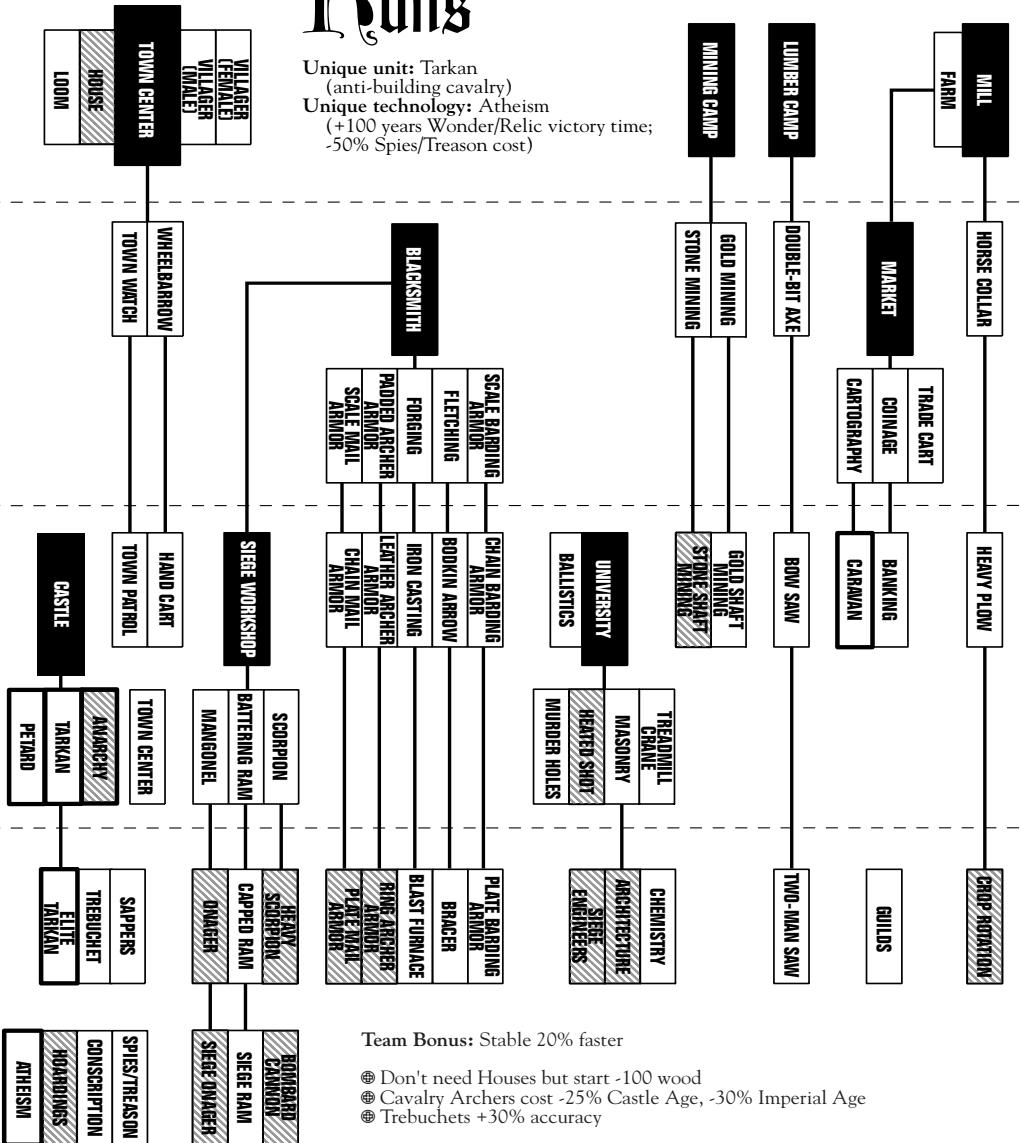 Huns
Unique unit: Tarkan
(anti-building cavalry)
Unique technology: Atheism
(+100 years Wonder/Relic victory time;
-50% Spies/Treason cost)
LOOM
HOUSE
TOWN CENTER
VILLAGER
(MALE)
VILLAGER
(FEMALE)
MINING CAMP
LUMBER CAMP
FARM
MILL
TOWN WATCH
WHEELBARROW
BLACKSMITH
STONE MINING
GOLD MINING
DOUBLE-BIT AXE
MARKET
HORSE COLLAR
SCALE MAIL
ARMOR
PADDED ARCHER
ARMOR
FORGING
FLETCHING
SCALE BARDING
ARMOR
CARTOGRAPHY
COINAGE
TRADE CART
CASTLE
TOWN PATROL
HAND CART
SIEGE WORKSHOP
CHAIN MAIL
ARMOR
LEATHER ARCHER
ARMOR
IRON CASTING
BODKIN ARROW
CHAIN BARDING
ARMOR
BALLISTICS
UNIVERSITY
STONE SHAFT
MINING
GOLD SHAFT
MINING
BOW SAW
CARAVAN
BANKING
HEAVY PLOW
PETARD
TARKAN
ANARCHY
TOWN CENTER
MANGONEL
BATTERING RAM
SCORPION
MURDER HOLES
HEATED SHOT
MASONRY
TREADMILL
CRANE
ELITE
TARKAN
TREBUCHET
SAPPERS
ONAGER
CAPPED RAM
HEAVY
SCORPION
PLATE MAIL
ARMOR
RING ARCHER
ARMOR
BLAST FURNACE
BRACER
PLATE BARDING
ARMOR
SIEGE
ENGINEERS
ARCHITECTURE
CHEMISTRY
TWO-MAN SAW
GUILDS
CROP ROTATION
ATHEISM
HOARDINGS
CONSCRIPTION
SPIES/TREASON
SIEGE ONAGER
SIEGE RAM
BOMBARD
CANNON
Team Bonus: Stable 20% faster
Don't need Houses but start -100 wood
Cavalry Archers cost -25% Castle Age, -30% Imperial Age
Trebuchets +30% accuracy